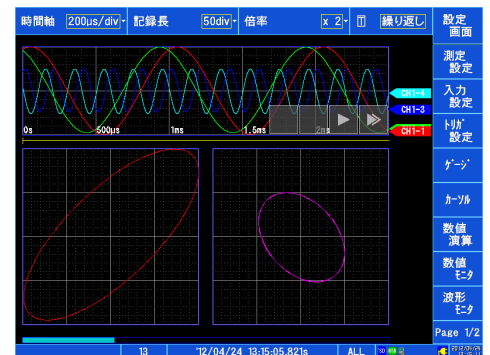 時間軸 200μs/div 記録長 50div 倍率 x 2 T 繰り返し
設定
画面
測定
設定
入力
設定
トリガ
設定
ゲージ
カーソル
数値
演算
数値
モニタ
波形
モニタ
Page 1/2
CH1-4
CH1-3
CH1-1
0s 500μs 1ms 1.5ms 2ms
13 '12/04/24 13:15:05.821s ALL